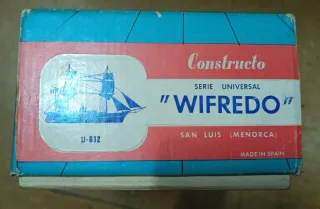 Constructo
SERIE UNIVERSAL
"WIFREDO"
SAN LUIS (MENORCA)
MADE IN SPAIN
U-612